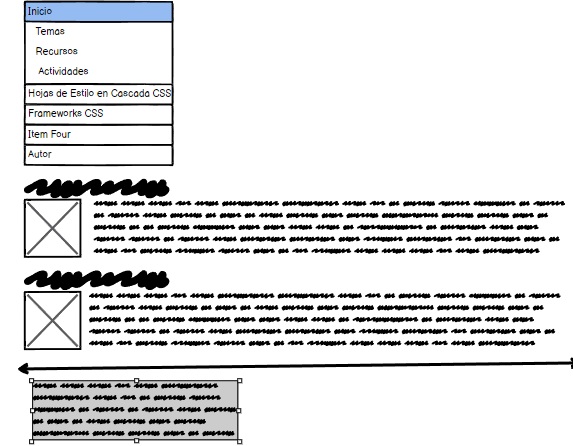 Inicio
Temas
Recursos
Actividades
Hojas de Estilo en Cascada CSS
Frameworks CSS
Item Four
Autor